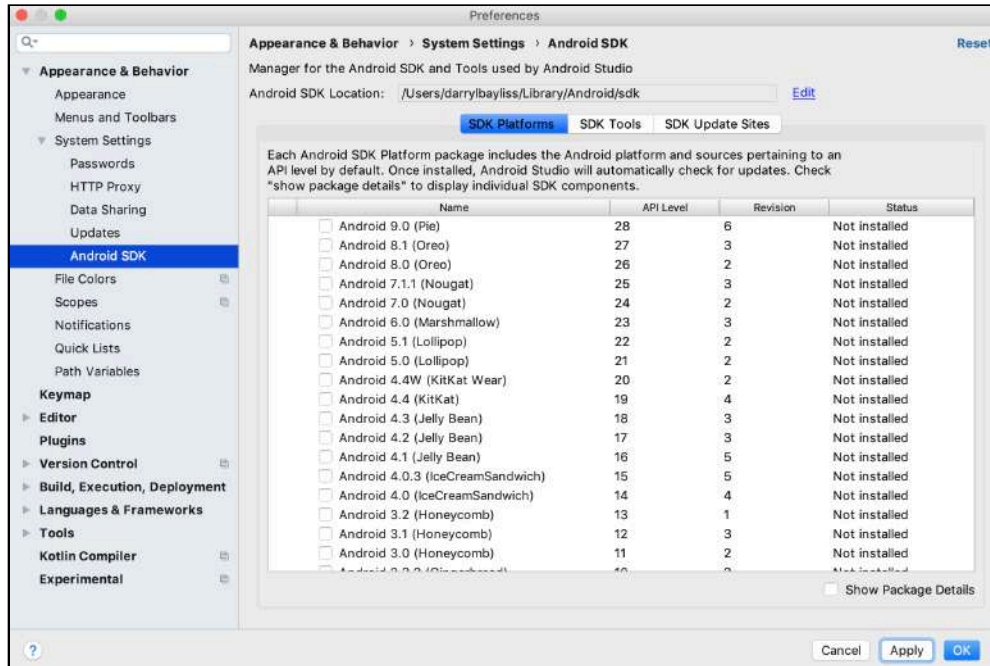 Preferences
Appearance & Behavior › System Settings › Android SDK
Reset
Manager for the Android SDK and Tools used by Android Studio
Android SDK Location: /Users/darrylbayliss/Library/Android/sdk Edit
Appearance & Behavior
Appearance
Menus and Toolbars
System Settings
Passwords
HTTP Proxy
Data Sharing
Updates
Android SDK
File Colors
Scopes
Notifications
Quick Lists
Path Variables
Keymap
Editor
Plugins
Version Control
Build, Execution, Deployment
Languages & Frameworks
Tools
Kotlin Compiler
Experimental
SDK Platforms SDK Tools SDK Update Sites
Each Android SDK Platform package includes the Android platform and sources pertaining to an
API level by default. Once installed, Android Studio will automatically check for updates. Check
"show package details" to display individual SDK components.
Name API Level Revision Status
Android 9.0 (Pie) 28 6 Not installed
Android 8.1 (Oreo) 27 3 Not installed
Android 8.0 (Oreo) 26 2 Not installed
Android 7.1.1 (Nougat) 25 3 Not installed
Android 7.0 (Nougat) 24 2 Not installed
Android 6.0 (Marshmallow) 23 3 Not installed
Android 5.1 (Lollipop) 22 2 Not installed
Android 5.0 (Lollipop) 21 2 Not installed
Android 4.4W (KitKat Wear) 20 2 Not installed
Android 4.4 (KitKat) 19 4 Not installed
Android 4.3 (Jelly Bean) 18 3 Not installed
Android 4.2 (Jelly Bean) 17 3 Not installed
Android 4.1 (Jelly Bean) 16 5 Not installed
Android 4.0.3 (IceCreamSandwich) 15 5 Not installed
Android 4.0 (IceCreamSandwich) 14 4 Not installed
Android 3.2 (Honeycomb) 13 1 Not installed
Android 3.1 (Honeycomb) 12 3 Not installed
Android 3.0 (Honeycomb) 11 2 Not installed
Show Package Details
? Cancel Apply OK